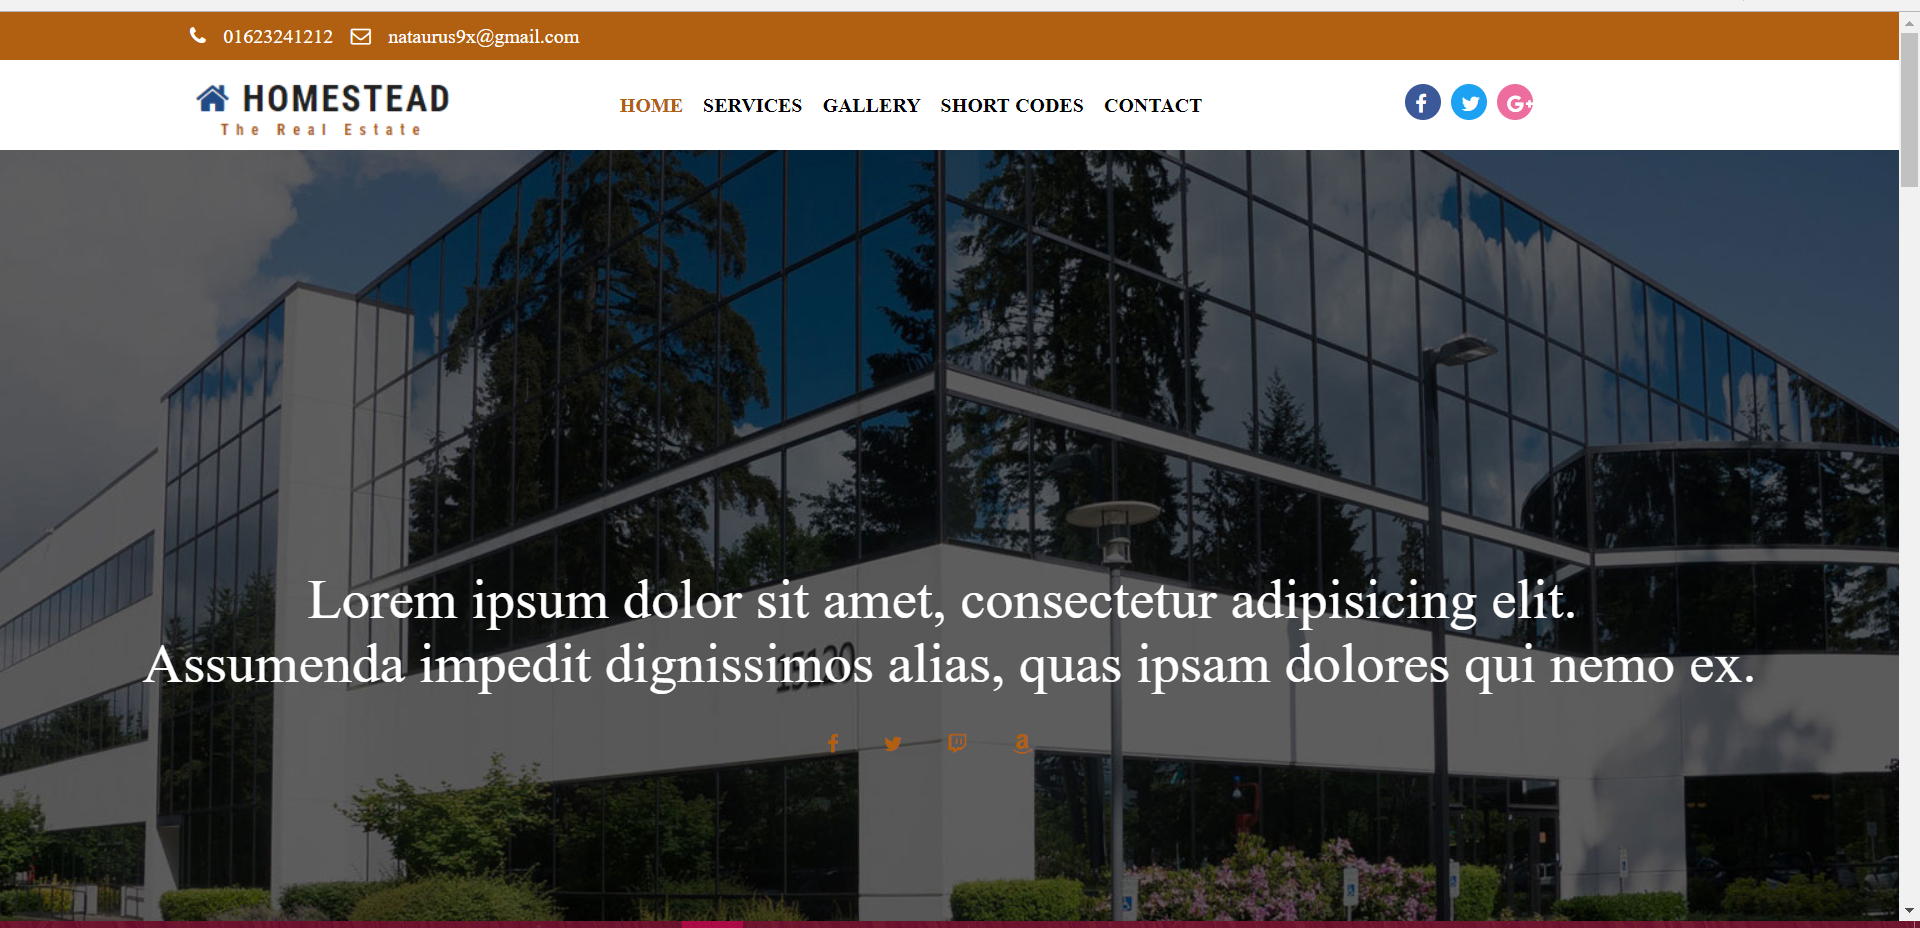 01623241212 nataurus9x@gmail.com
HOMESTEAD
The Real Estate
HOME SERVICES GALLERY SHORT CODES CONTACT
Lorem ipsum dolor sit amet, consectetur adipisicing elit.
Assumenda impedit dignissimos alias, quas ipsam dolores qui nemo ex.
15120